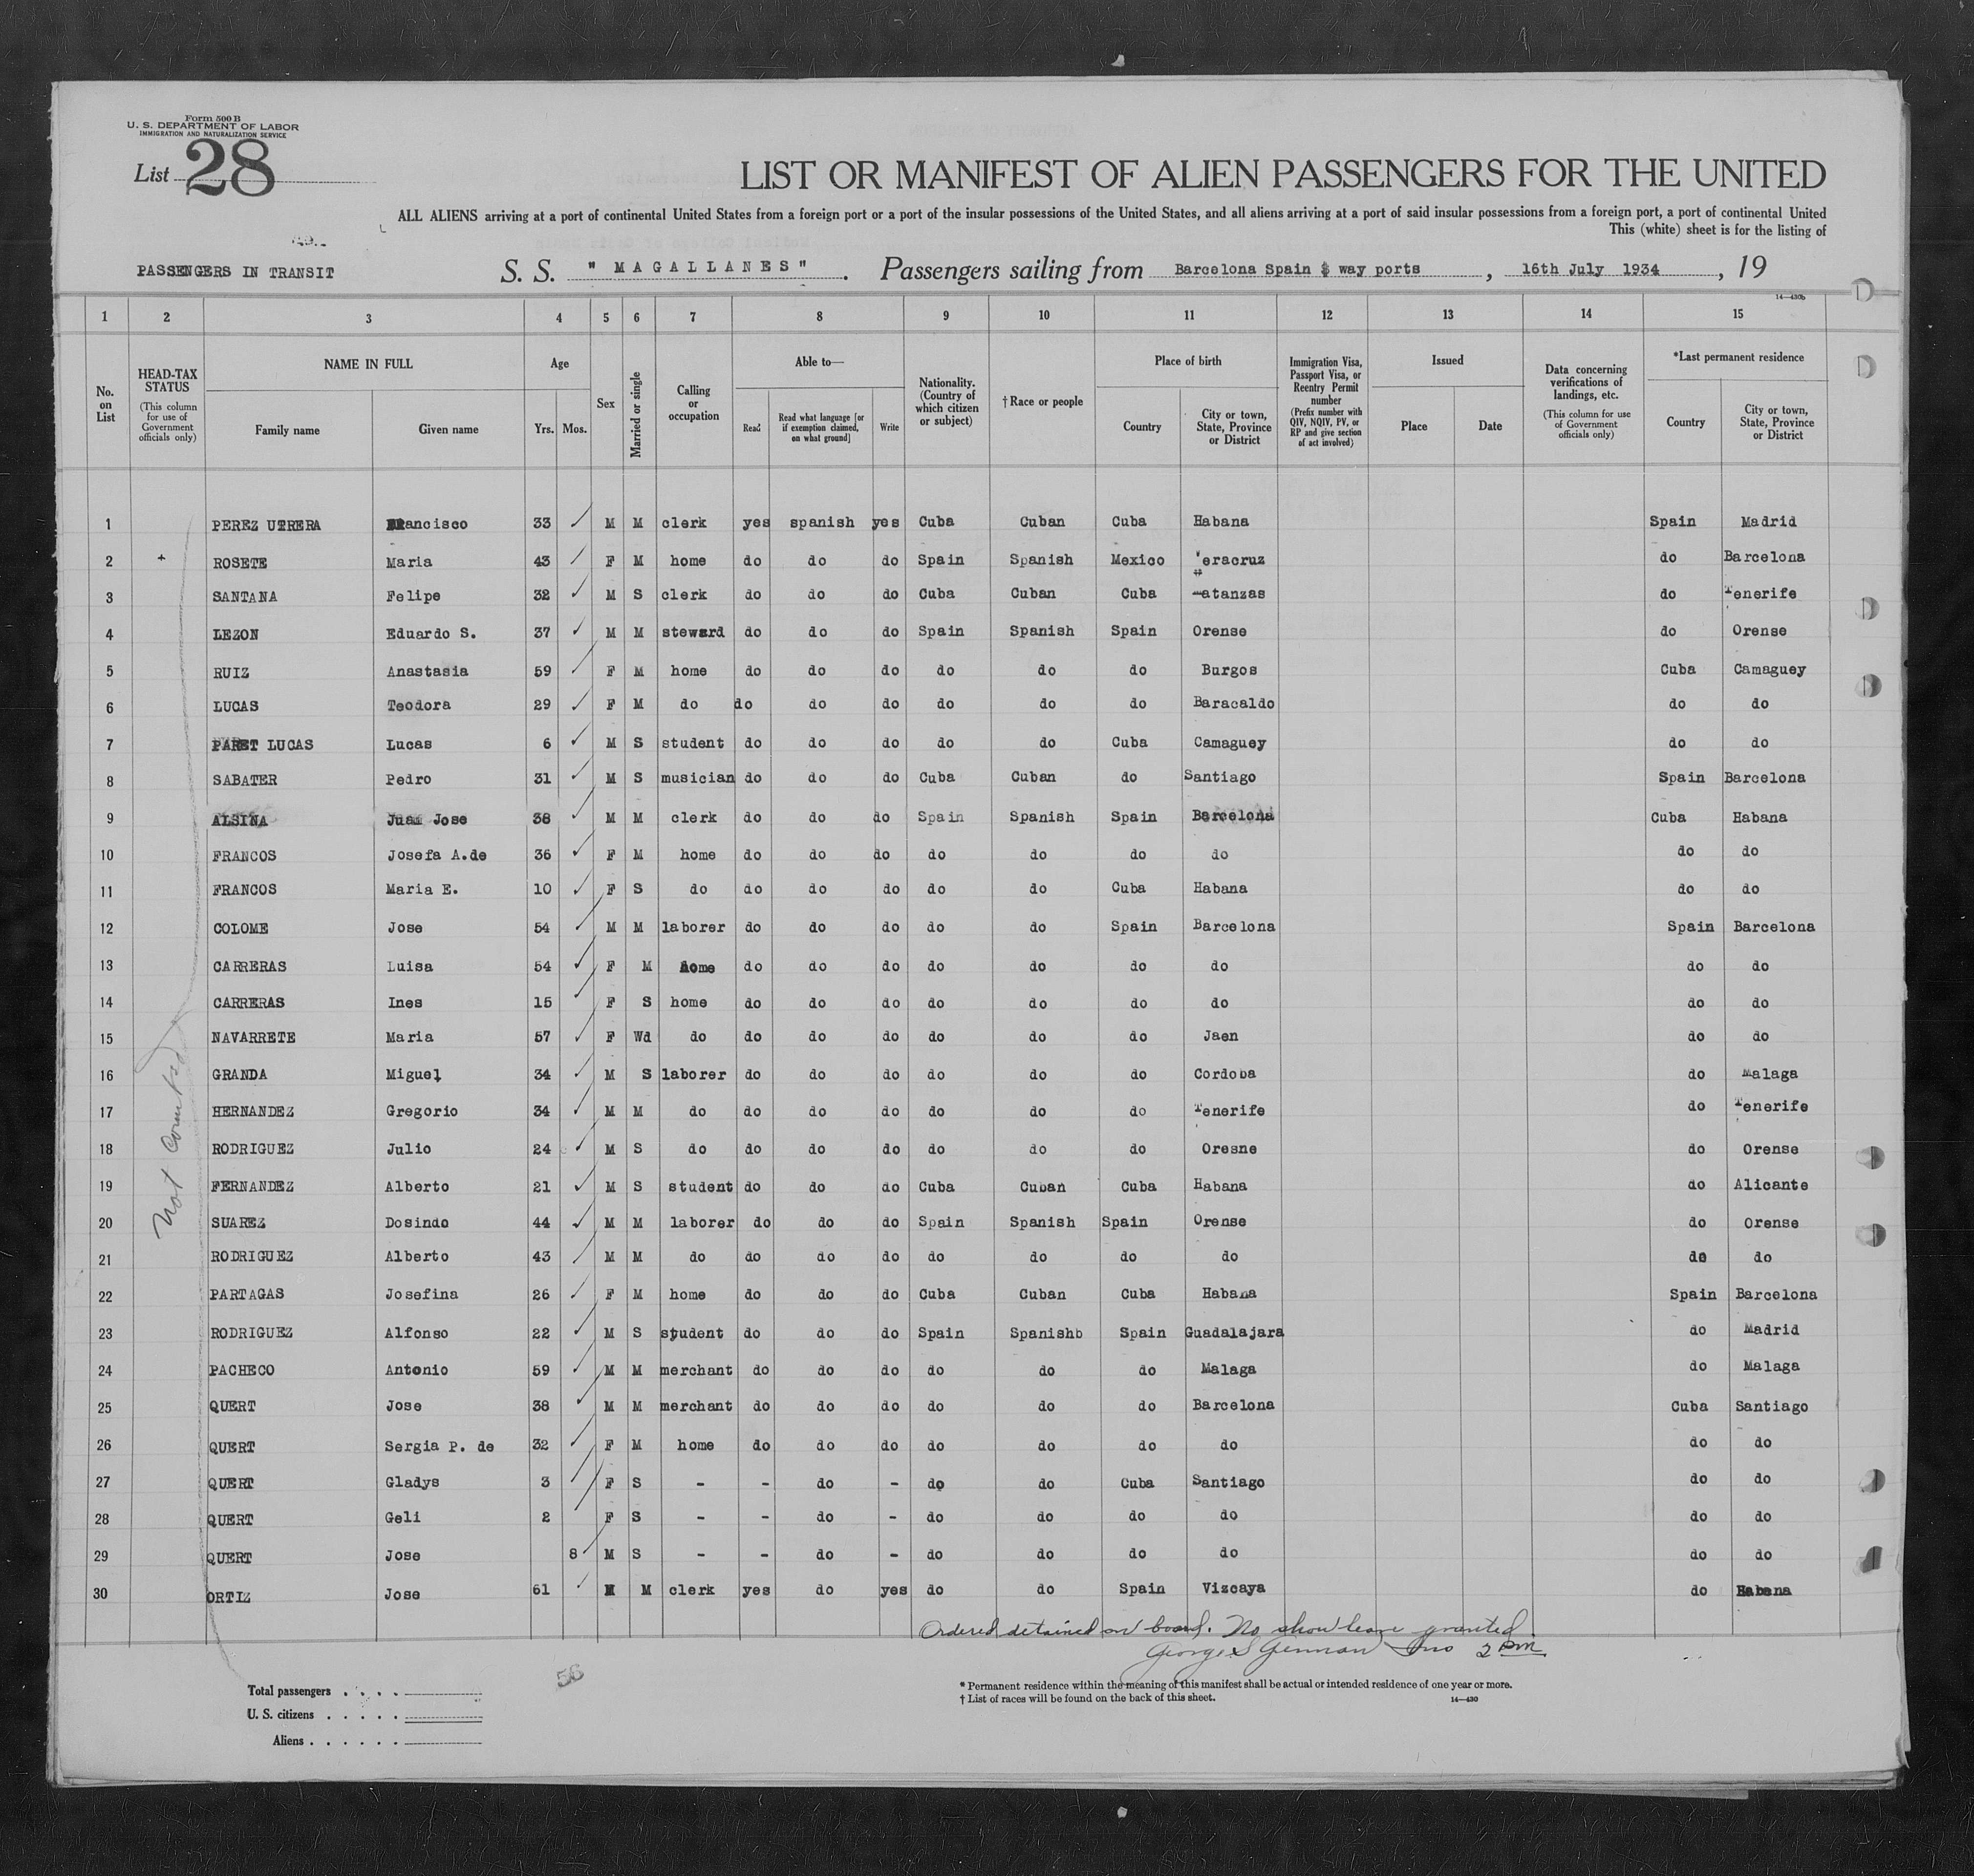 Form 500 B
U. S. DEPARTMENT OF LABOR
IMMIGRATION AND NATURALIZATION SERVICE
List 28
LIST OR MANIFEST OF ALIEN PASSENGERS FOR THE UNITED
ALL ALIENS arriving at a port of continental United States from a foreign port or a port of the insular possessions of the United States, and all aliens arriving at a port of said insular possessions from a foreign port, a port of continental United
This (white) sheet is for the listing of
PASSENGERS IN TRANSIT S. S. " MAGALLANES " . Passengers sailing from Barcelona Spain & way ports , 16th July 1934 , 19
14—430b
1 2 3 4 5 6 7 8 9 10 11 12 13 14 15
No. on List
HEAD-TAX STATUS (This column for use of Government officials only)
NAME IN FULL
Family name Given name
Age
Yrs. Mos.
Sex
Married or single
Calling or occupation
Able to—
Read Read what language [or if exemption claimed, on what ground] Write
Nationality. (Country of which citizen or subject)
†Race or people
Place of birth
Country City or town, State, Province or District
Immigration Visa, Passport Visa, or Reentry Permit number (Prefix number with QIV, NQIV, PV, or RP and give section of act involved)
Issued
Place Date
Data concerning verifications of landings, etc. (This column for use of Government officials only)
*Last permanent residence
Country City or town, State, Province or District
1 PEREZ UTRERA Francisco 33 M M clerk yes spanish yes Cuba Cuban Cuba Habana Spain Madrid
2 + ROSETE Maria 43 F M home do do do Spain Spanish Mexico Veracruz do Barcelona
3 SANTANA Felipe 32 M S clerk do do do Cuba Cuban Cuba Matanzas do Tenerife
4 LEZON Eduardo S. 37 M M steward do do do Spain Spanish Spain Orense do Orense
5 RUIZ Anastasia 59 F M home do do do do do do Burgos Cuba Camaguey
6 LUCAS Teodora 29 F M do do do do do do do Baracaldo do do
7 PARET LUCAS Lucas 6 M S student do do do do do Cuba Camaguey do do
8 SABATER Pedro 31 M S musician do do do Cuba Cuban do Santiago Spain Barcelona
9 ALSINA Juan Jose 38 M M clerk do do do Spain Spanish Spain Barcelona Cuba Habana
10 FRANCOS Josefa A.de 36 F M home do do do do do do do do do
11 FRANCOS Maria E. 10 F S do do do do do do Cuba Habana do do
12 COLOME Jose 54 M M laborer do do do do do Spain Barcelona Spain Barcelona
13 CARRERAS Luisa 54 F M home do do do do do do do do do
14 CARRERAS Ines 15 F S home do do do do do do do do do
15 NAVARRETE Maria 57 F Wd do do do do do do do Jaen do do
16 GRANDA Miguel 34 M S laborer do do do do do do Cordoba do Malaga
17 HERNANDEZ Gregorio 34 M M do do do do do do do Tenerife do Tenerife
18 RODRIGUEZ Julio 24 M S do do do do do do do Oresne do Orense
19 FERNANDEZ Alberto 21 M S student do do do Cuba Cuban Cuba Habana do Alicante
20 SUAREZ Dosindo 44 M M laborer do do do Spain Spanish Spain Orense do Orense
21 RODRIGUEZ Alberto 43 M M do do do do do do do do do do
22 PARTAGAS Josefina 26 F M home do do do Cuba Cuban Cuba Habana Spain Barcelona
23 RODRIGUEZ Alfonso 22 M S student do do do Spain Spanishb Spain Guadalajara do Madrid
24 PACHECO Antonio 59 M M merchant do do do do do do Malaga do Malaga
25 QUERT Jose 38 M M merchant do do do do do do Barcelona Cuba Santiago
26 QUERT Sergia P. de 32 F M home do do do do do do do do do
27 QUERT Gladys 3 F S - - do - do do Cuba Santiago do do
28 QUERT Geli 2 F S - - do - do do do do do do
29 QUERT Jose 8 M S - - do - do do do do do do
30 ORTIZ Jose 61 M M clerk yes do yes do do Spain Vizcaya do Habana
Not Counted
Ordered detained on board. No shore leave granted
George S 2 PM
56
Total passengers . . . .
U. S. citizens . . . . .
Aliens . . . . . .
* Permanent residence within the meaning of this manifest shall be actual or intended residence of one year or more.
† List of races will be found on the back of this sheet. 14—430